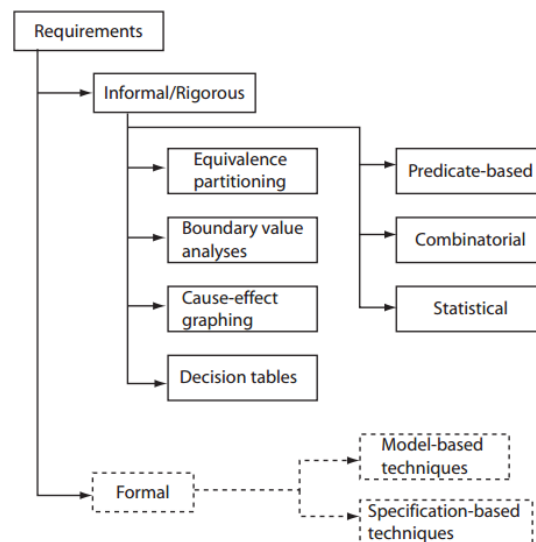 Requirements
Informal/Rigorous
Equivalence
partitioning
Predicate-based
Boundary value
analyses
Combinatorial
Cause-effect
graphing
Statistical
Decision tables
Model-based
techniques
Formal
Specification-based
techniques